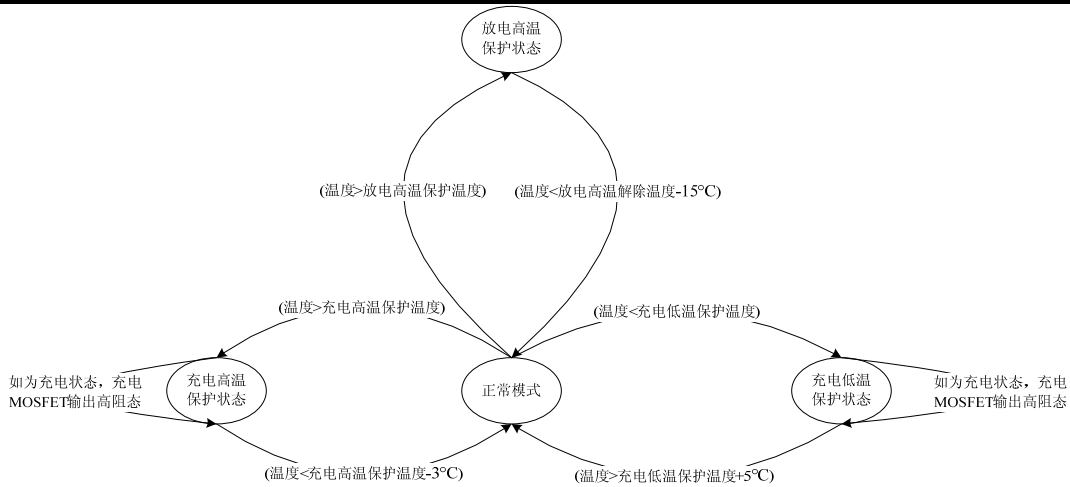 放电高温
保护状态
(温度>放电高温保护温度)
(温度<放电高温解除温度-15℃)
(温度>充电高温保护温度)
(温度<充电低温保护温度)
如为充电状态，充电
MOSFET输出高阻态
充电高温
保护状态
正常模式
充电低温
保护状态
如为充电状态，充电
MOSFET输出高阻态
(温度<充电高温保护温度-3℃)
(温度>充电低温保护温度+5℃)